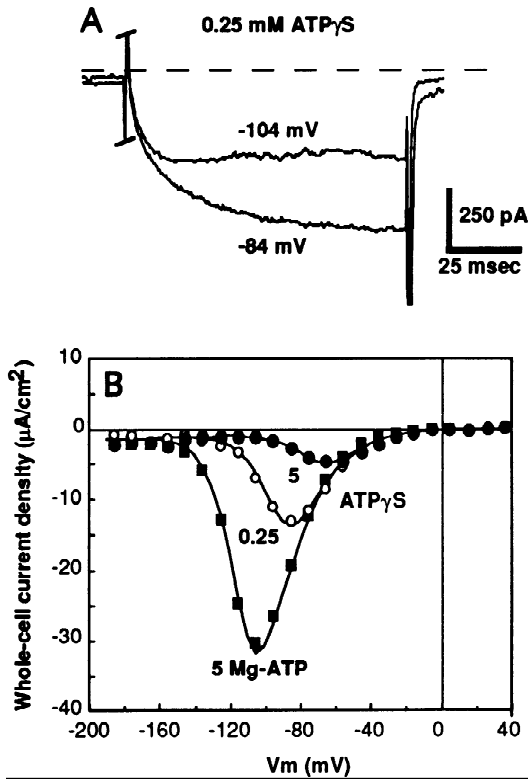 A
0.25 mM ATPγS
-104 mV
-84 mV
250 pA
25 msec
B
Whole-cell current density (μA/cm²)
10
0
-10
-20
-30
-40
5
ATPγS
0.25
5 Mg-ATP
-200 -160 -120 -80 -40 0 40
Vm (mV)